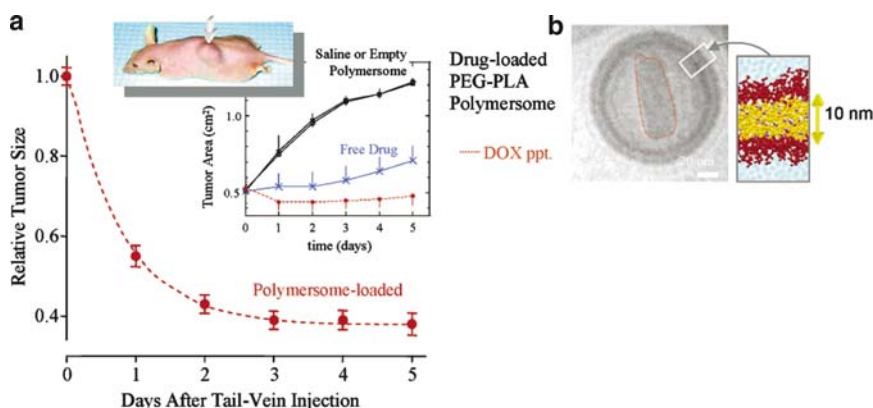 a
Saline or Empty
Polymersome
1.0
0.8
0.6
0.4
Relative Tumor Size
1.0
0.5
Tumor Area (cm²)
Free Drug
0 1 2 3 4 5
time (days)
Polymersome-loaded
0 1 2 3 4 5
Days After Tail-Vein Injection
b
Drug-loaded
PEG-PLA
Polymersome
DOX ppt.
10 nm